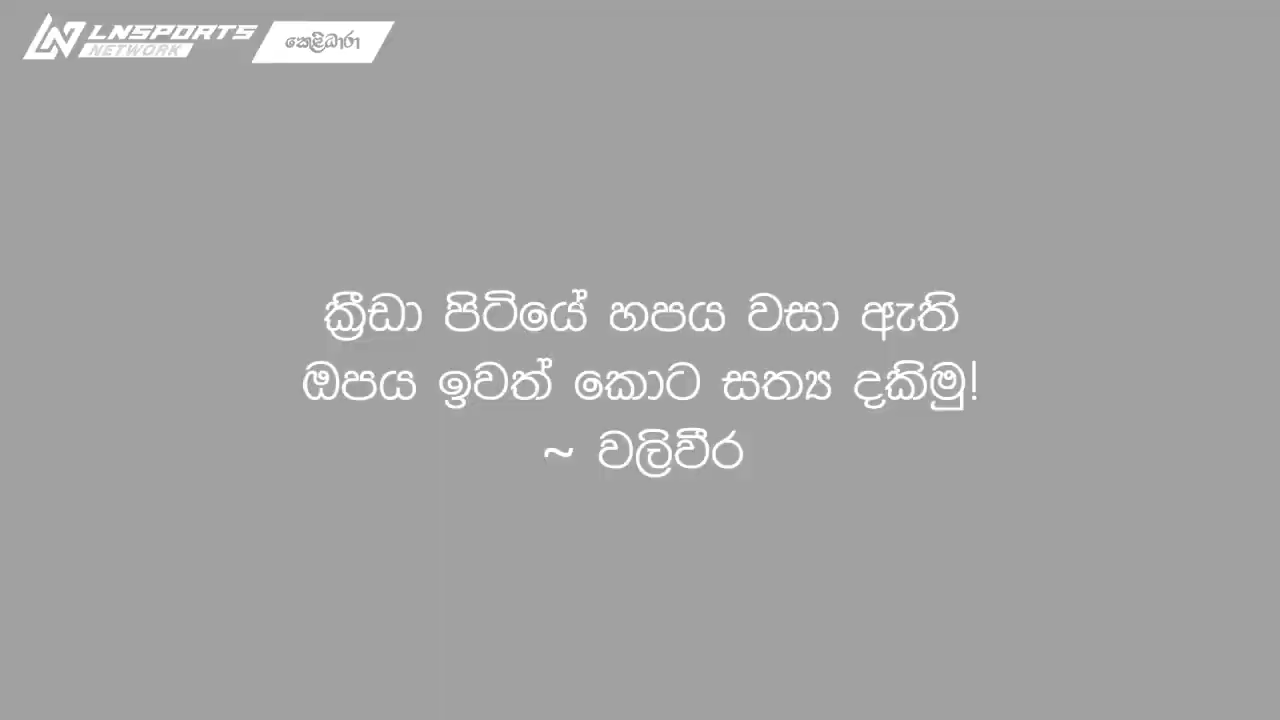 LNSPORTS
NETWORK
කෙළිධාරා
ක්‍රීඩා පිටියේ හපය වසා ඇති
ඔපය ඉවත් කොට සත්‍ය දකිමු!
~ වලිවීර